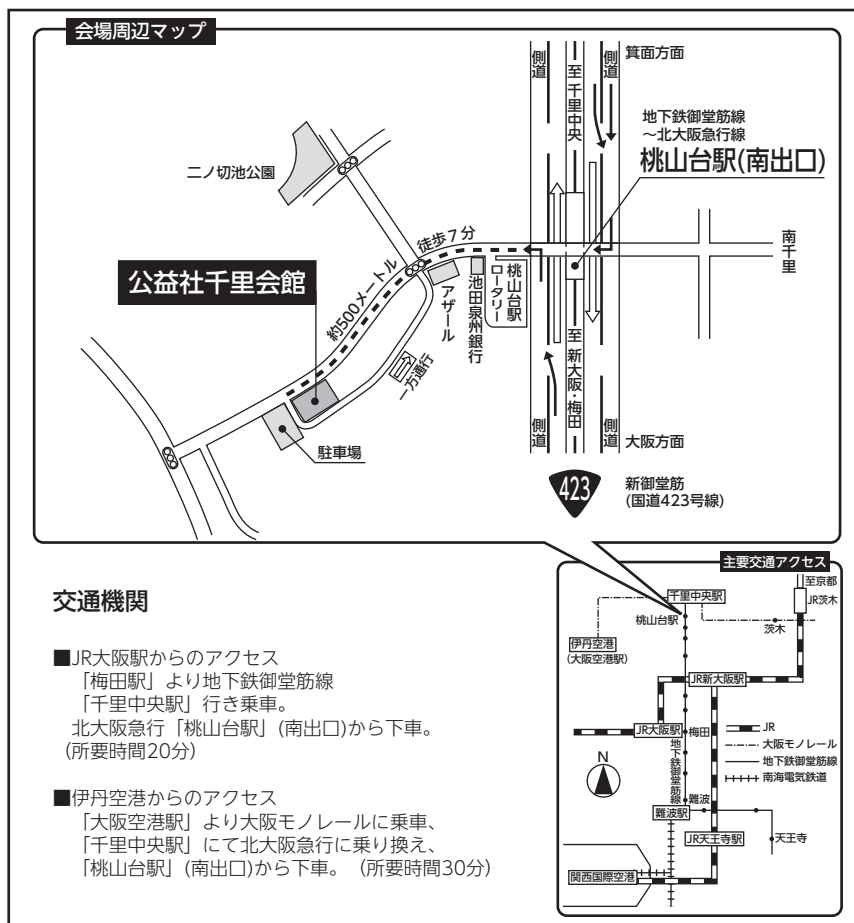 会場周辺マップ
側道
至千里中央
側道
箕面方面
地下鉄御堂筋線
～北大阪急行線
桃山台駅(南出口)
二ノ切池公園
徒歩7分
南千里
公益社千里会館
約500メートル
アザール
池田泉州銀行
桃山台駅
ロータリー
一方通行
至新大阪・梅田
駐車場
側道
側道
大阪方面
423
新御堂筋
(国道423号線)
主要交通アクセス
至京都
千里中央駅
JR茨木
桃山台駅
茨木
伊丹空港
(大阪空港駅)
JR新大阪駅
JR大阪駅
梅田
JR
大阪モノレール
地下鉄御堂筋線
南海電気鉄道
N
地下鉄御堂筋線
難波
難波駅
JR天王寺駅
天王寺
関西国際空港
交通機関
■JR大阪駅からのアクセス
「梅田駅」より地下鉄御堂筋線
「千里中央駅」行き乗車。
北大阪急行「桃山台駅」(南出口)から下車。
(所要時間20分)
■伊丹空港からのアクセス
「大阪空港駅」より大阪モノレールに乗車、
「千里中央駅」にて北大阪急行に乗り換え、
「桃山台駅」(南出口)から下車。（所要時間30分）